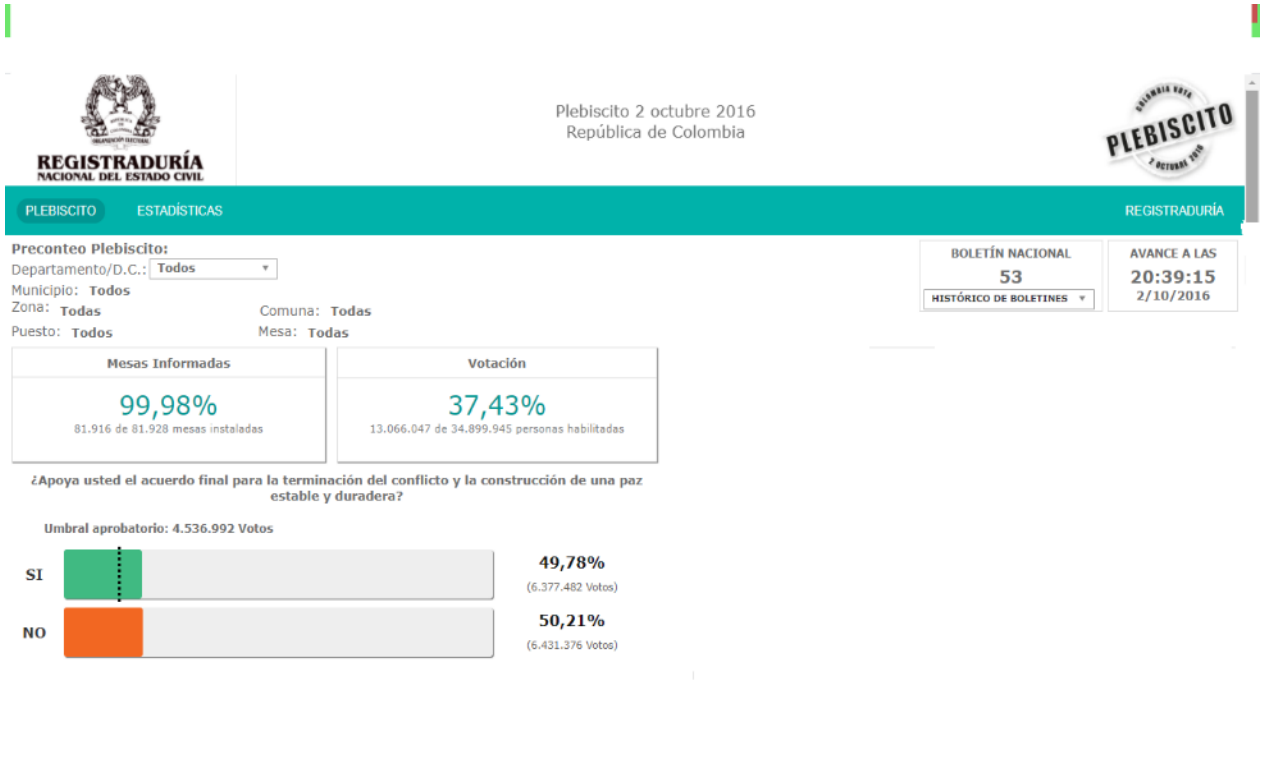 REGISTRADURÍA
NACIONAL DEL ESTADO CIVIL
Plebiscito 2 octubre 2016
República de Colombia
COLOMBIA VOTA
PLEBISCITO
2 OCTUBRE 2016
PLEBISCITO ESTADÍSTICAS REGISTRADURÍA
Preconteo Plebiscito:
Departamento/D.C.: Todos
Municipio: Todos
Zona: Todas Comuna: Todas
Puesto: Todos Mesa: Todas
BOLETÍN NACIONAL
53
HISTÓRICO DE BOLETINES
AVANCE A LAS
20:39:15
2/10/2016
Mesas Informadas
99,98%
81.916 de 81.928 mesas instaladas
Votación
37,43%
13.066.047 de 34.899.945 personas habilitadas
¿Apoya usted el acuerdo final para la terminación del conflicto y la construcción de una paz
estable y duradera?
Umbral aprobatorio: 4.536.992 Votos
SI 49,78%
(6.377.482 Votos)
NO 50,21%
(6.431.376 Votos)